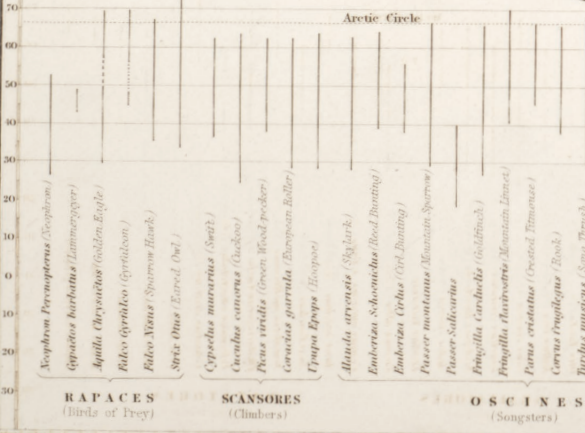 70
Arctic Circle
60
50
40
30
20
10
0
10
20
30
Neophron Percnopterus (Neophron)
Gypaëtos barbatus (Lammergeyer)
Aquila Chrysaëtos (Golden Eagle)
Falco Gyrfalco (Gyrfalcon)
Falco Nisus (Sparrow Hawk)
Strix Otus (Eared Owl)
Cypselus murarius (Swift)
Cuculus canorus (Cuckoo)
Picus viridis (Green Wood-pecker)
Coracias garrula (European Roller)
Upupa Epops (Hoopoe)
Alauda arvensis (Skylark)
Emberiza Schoeniclus (Reed Bunting)
Emberiza Cirlus (Cirl Bunting)
Passer montanus (Mountain Sparrow)
Passer Salicarius
Fringilla Carduelis (Goldfinch)
Fringilla flavirostris (Mountain Linnet)
Parus cristatus (Crested Titmouse)
Corvus frugilegus (Rook)
RAPACES
(Birds of Prey)
SCANSORES
(Climbers)
OSCINES
(Songsters)